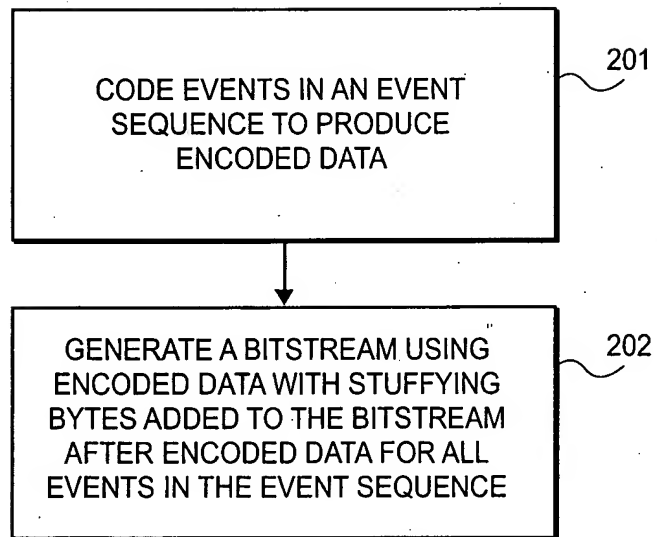 CODE EVENTS IN AN EVENT
SEQUENCE TO PRODUCE
ENCODED DATA
201
GENERATE A BITSTREAM USING
ENCODED DATA WITH STUFFYING
BYTES ADDED TO THE BITSTREAM
AFTER ENCODED DATA FOR ALL
EVENTS IN THE EVENT SEQUENCE
202